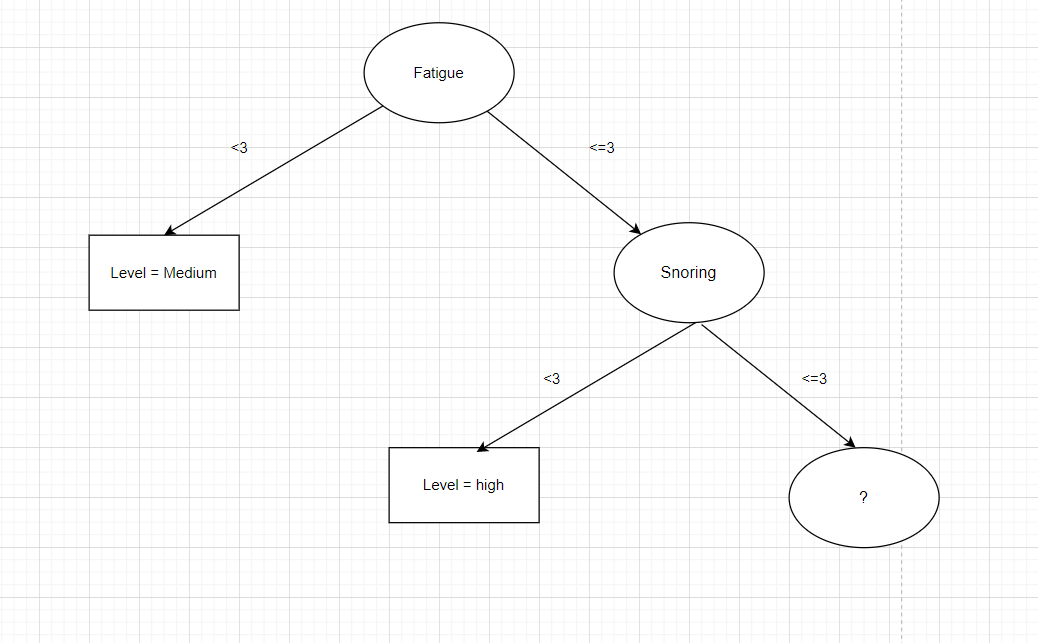 Fatigue
<3
<=3
Level = Medium
Snoring
<3
<=3
Level = high
?